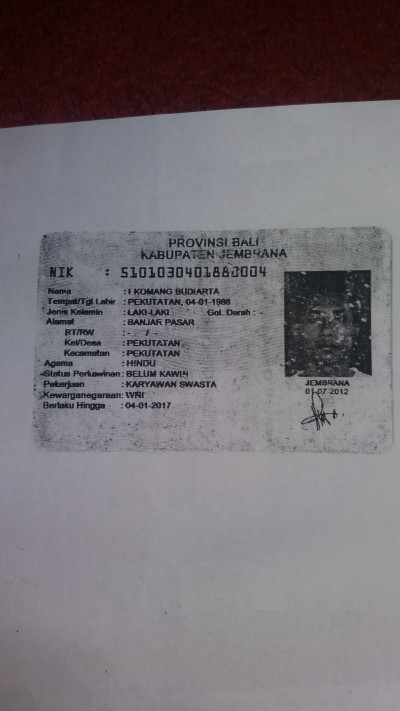 PROVINSI BALI
KABUPATEN JEMBRANA
NIK : 5101030401880004
Nama : I KOMANG BUDIARTA
Tempat/Tgl Lahir : PEKUTATAN, 04-01-1988
Jenis Kelamin : LAKI-LAKI Gol. Darah : -
Alamat : BANJAR PASAR
RT/RW : - / -
Kel/Desa : PEKUTATAN
Kecamatan : PEKUTATAN
Agama : HINDU
Status Perkawinan: BELUM KAWIN
Pekerjaan : KARYAWAN SWASTA
Kewarganegaraan: WNI
Berlaku Hingga : 04-01-2017
JEMBRANA
01-07-2012